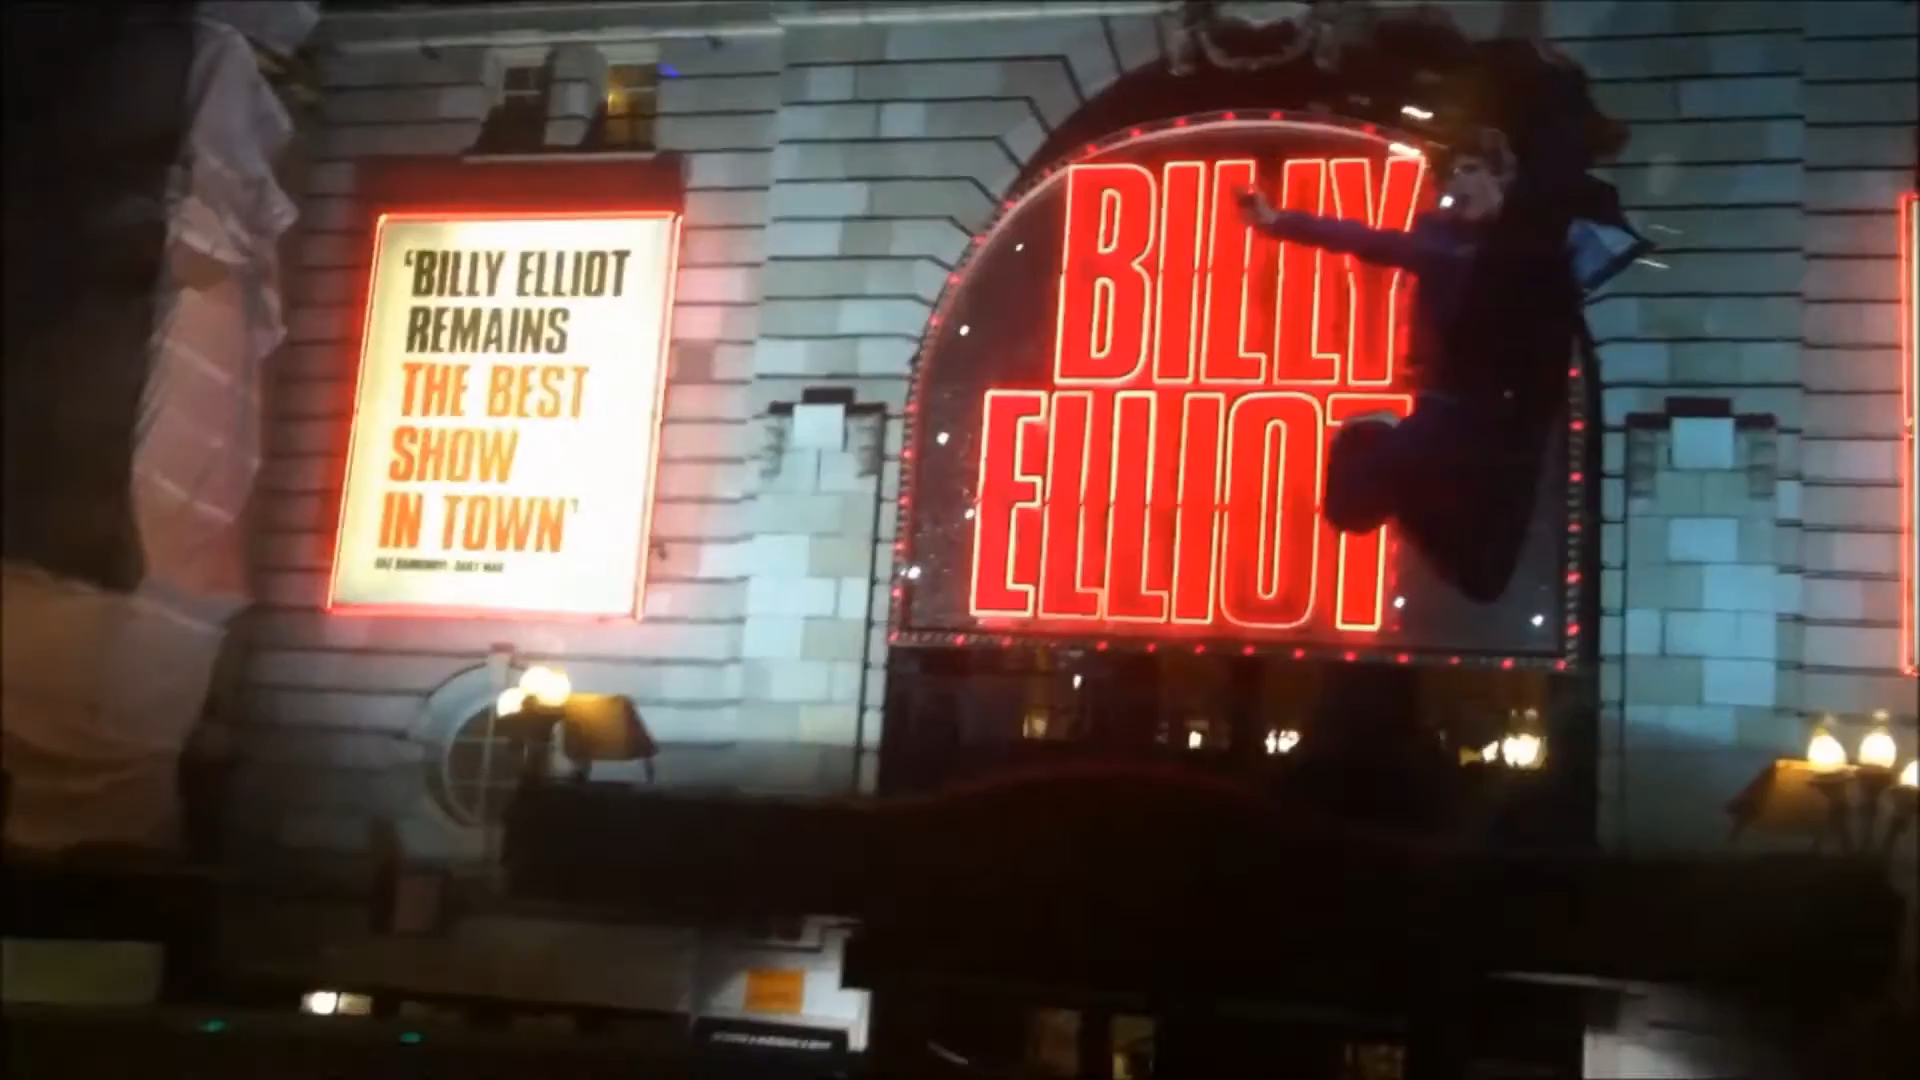 'BILLY ELLIOT
REMAINS
THE BEST
SHOW
IN TOWN'
BILLY
ELLIOT